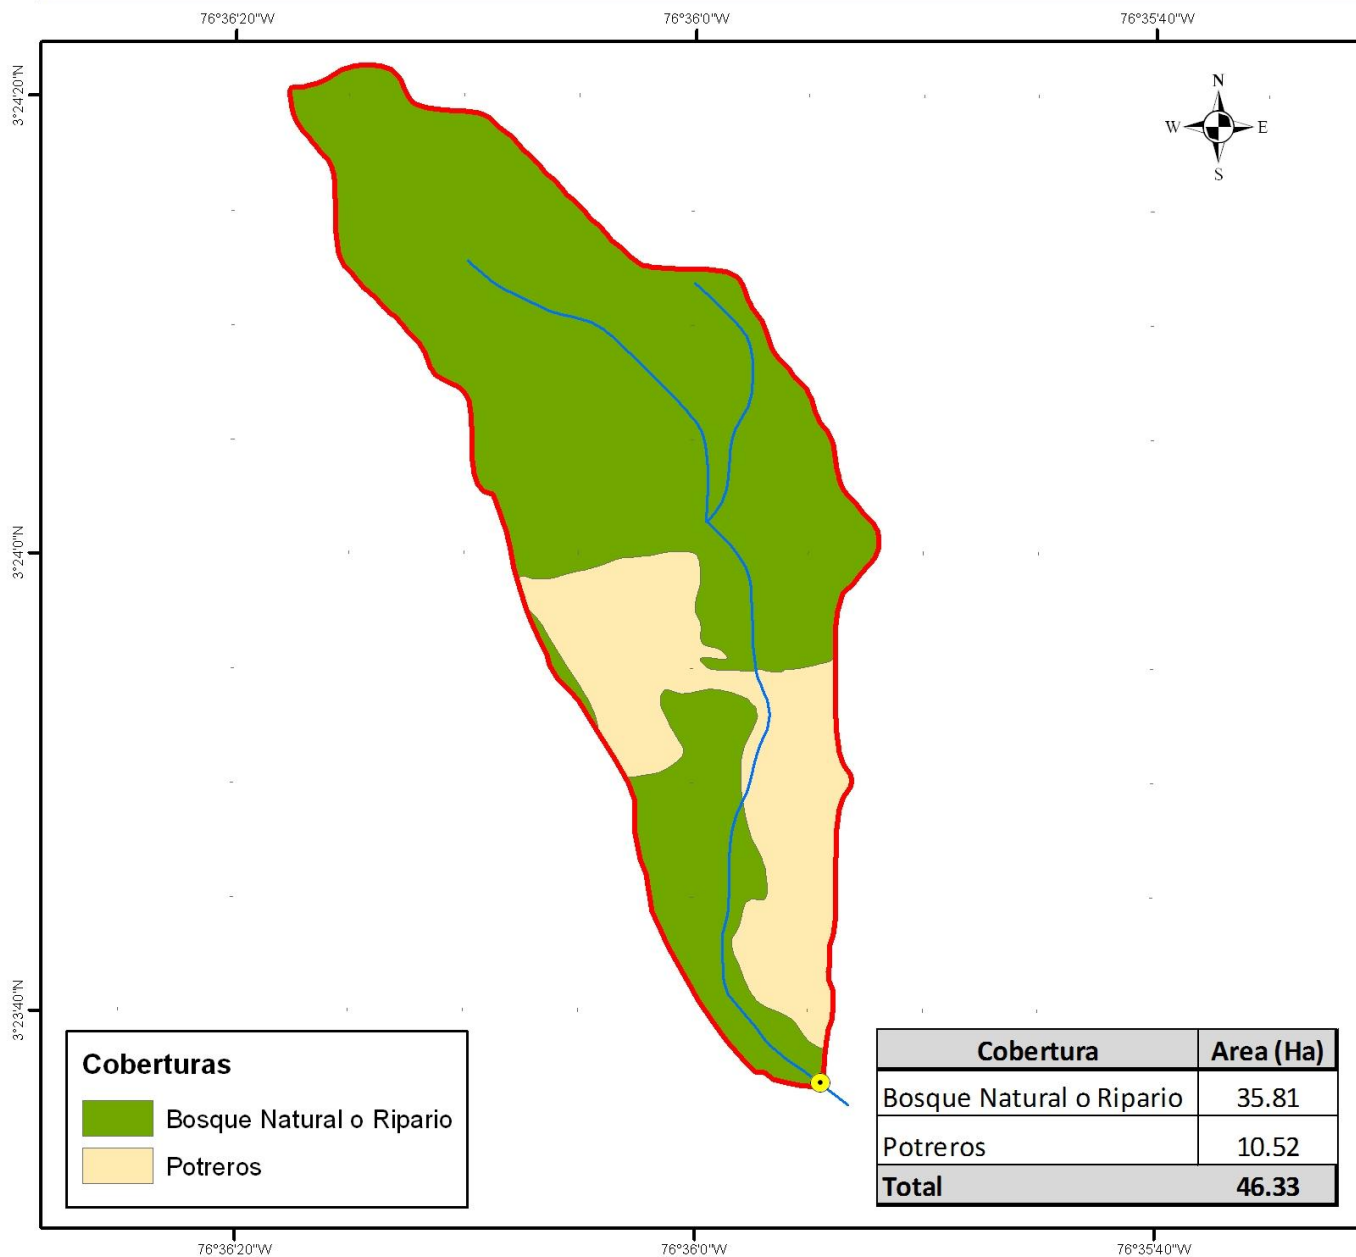 76°36'20"W 76°36'0"W 76°35'40"W
3°24'20"N
N
W E
S
3°24'0"N
3°23'40"N
Coberturas
Bosque Natural o Ripario
Potreros
Cobertura Area (Ha)
Bosque Natural o Ripario 35.81
Potreros 10.52
Total 46.33
76°36'20"W 76°36'0"W 76°35'40"W